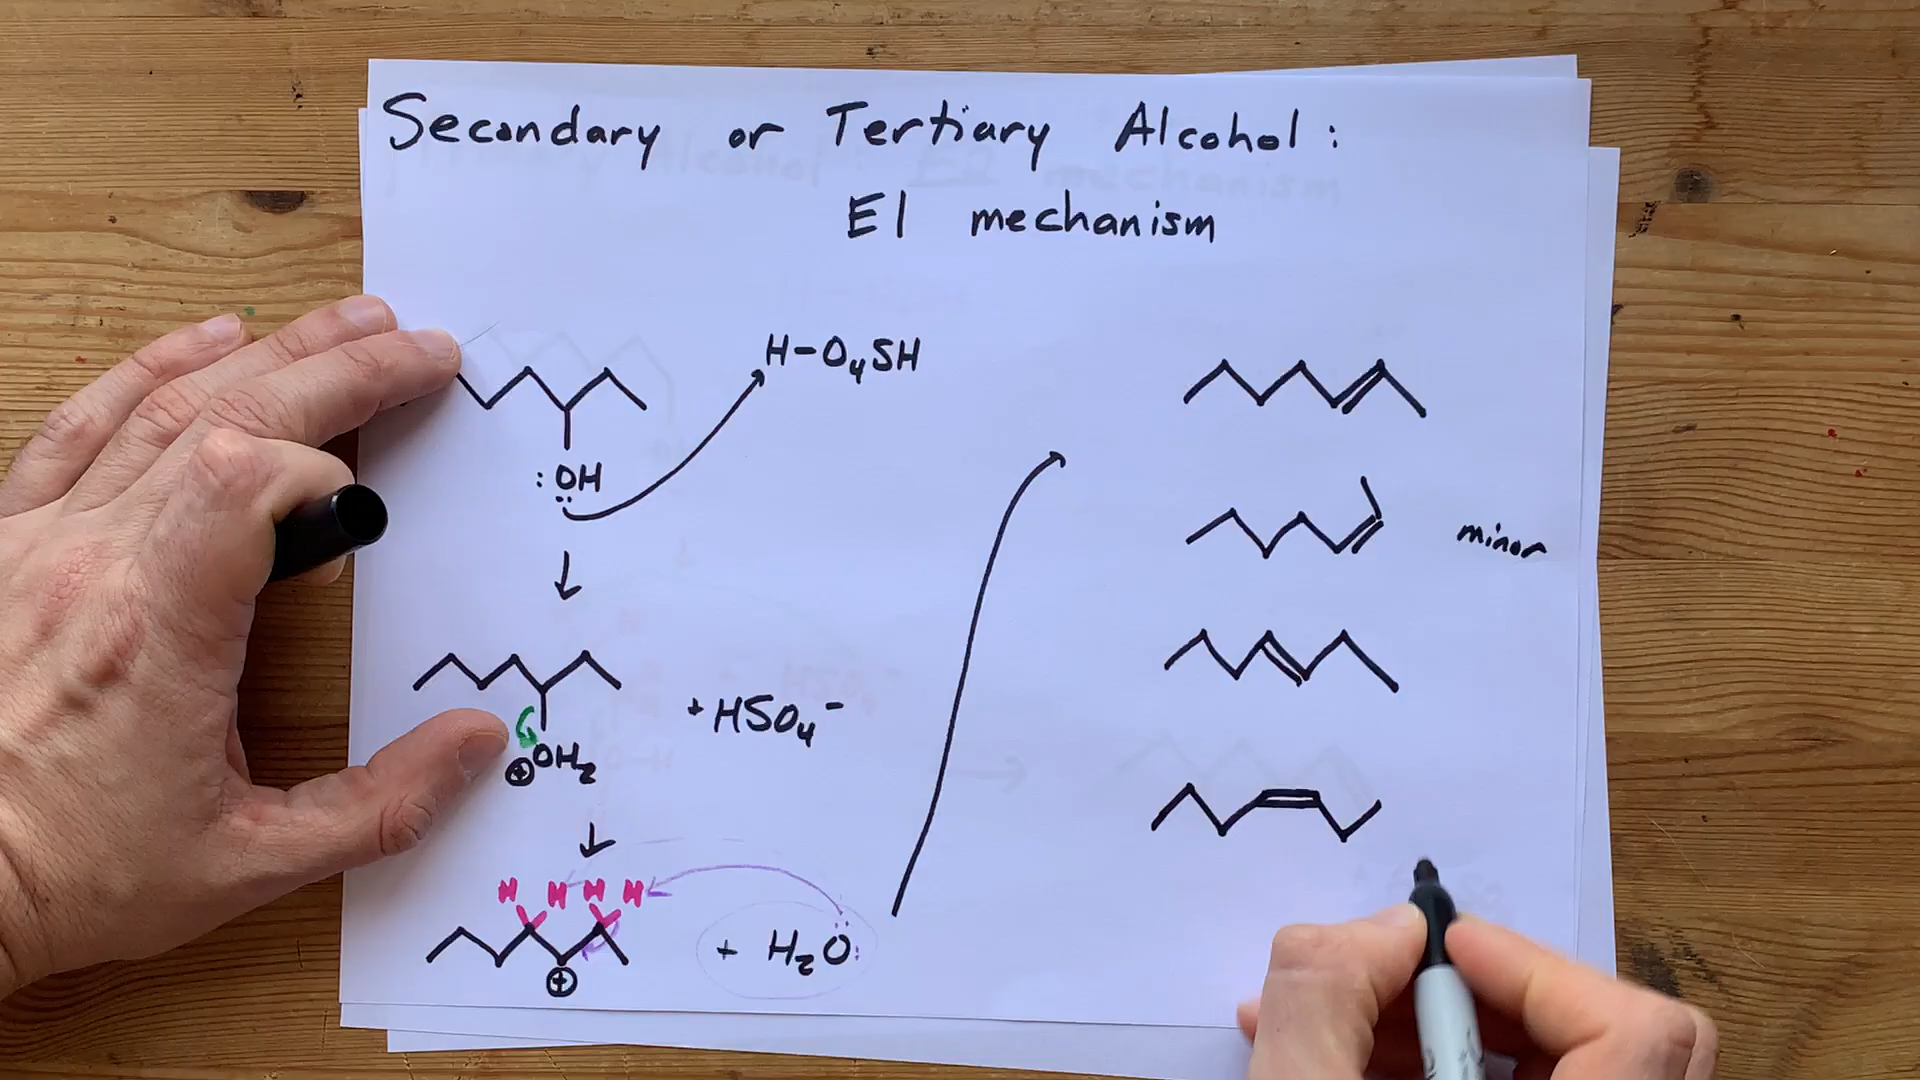 Secondary or Tertiary Alcohol:
E1 mechanism
H-O₄SH
:OH
minor
+ HSO₄⁻
⊕OH₂
H H H H
+ H₂O:
⊕